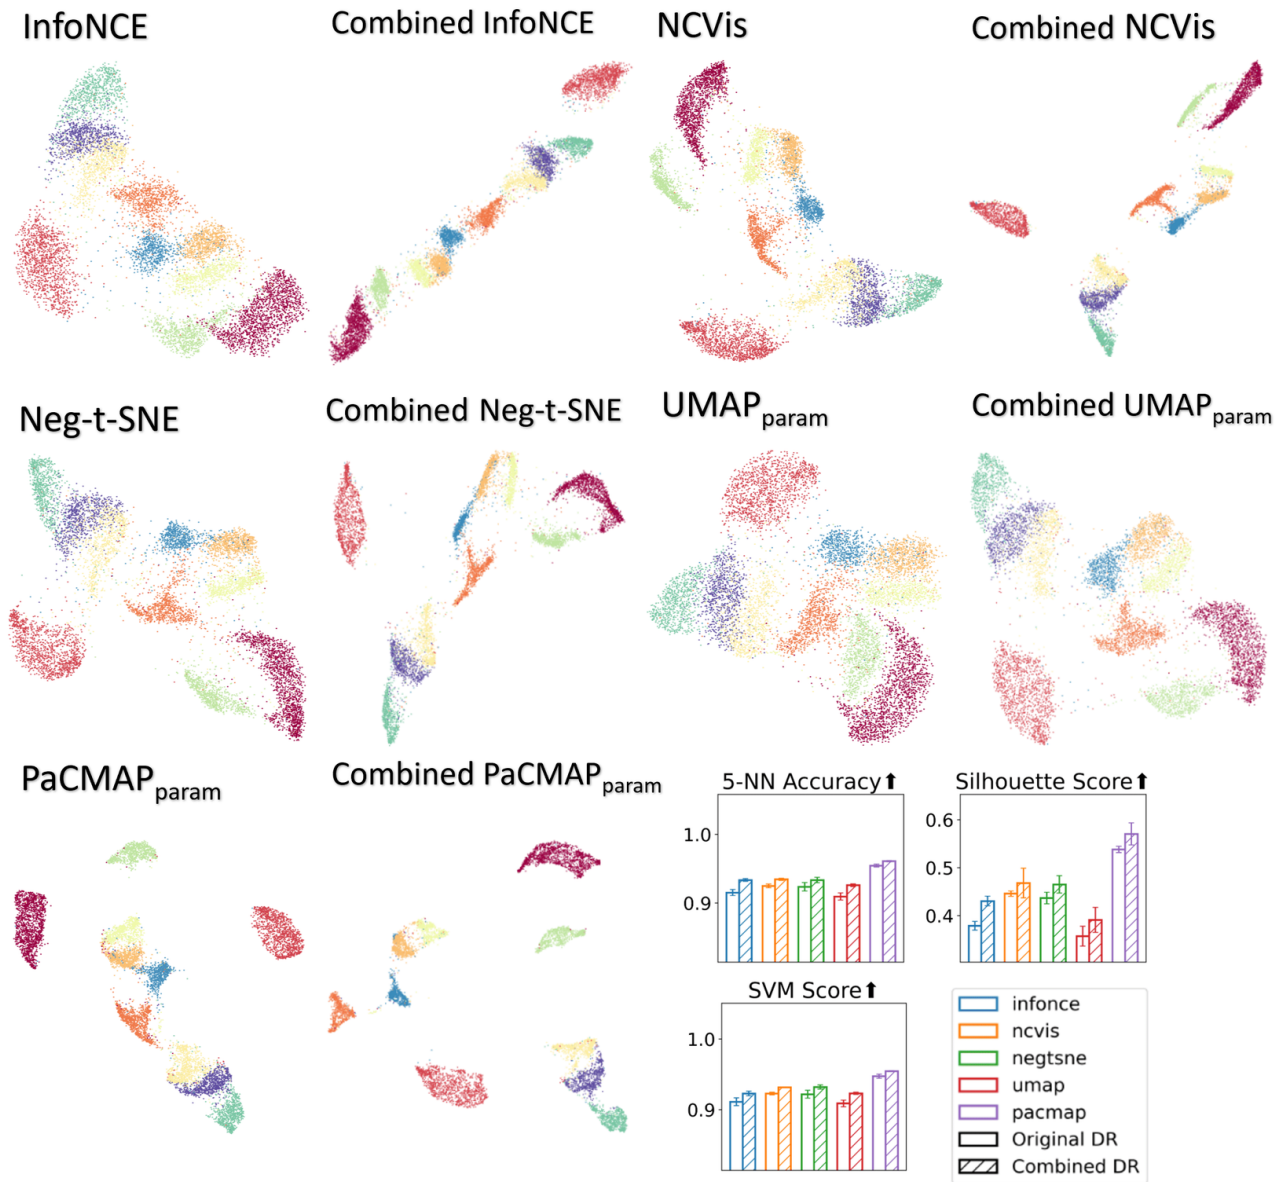 InfoNCE
Combined InfoNCE
NCVis
Combined NCVis
Neg-t-SNE
Combined Neg-t-SNE
UMAPparam
Combined UMAPparam
PaCMAPparam
Combined PaCMAPparam
5-NN Accuracy⬆
1.0
0.9
Silhouette Score⬆
0.6
0.5
0.4
SVM Score⬆
1.0
0.9
infonce
ncvis
negtsne
umap
pacmap
Original DR
Combined DR